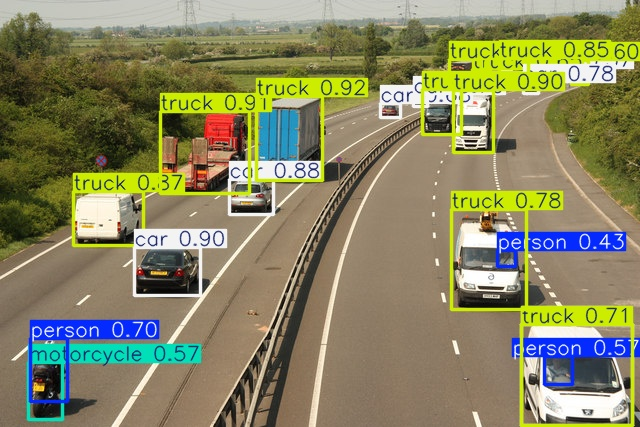 truck 0.85
60
0.78
truck 0.92
truck 0.91
truck 0.90
car
car 0.88
truck 0.87
truck 0.78
car 0.90
person 0.43
truck 0.71
person 0.70
person 0.57
motorcycle 0.57